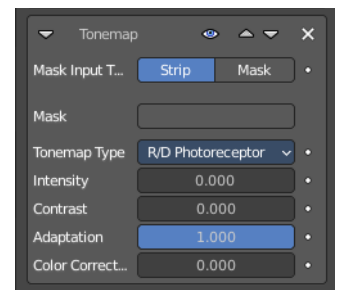 Tonemap
Mask Input T... Strip Mask
Mask
Tonemap Type R/D Photoreceptor
Intensity 0.000
Contrast 0.000
Adaptation 1.000
Color Correct... 0.000